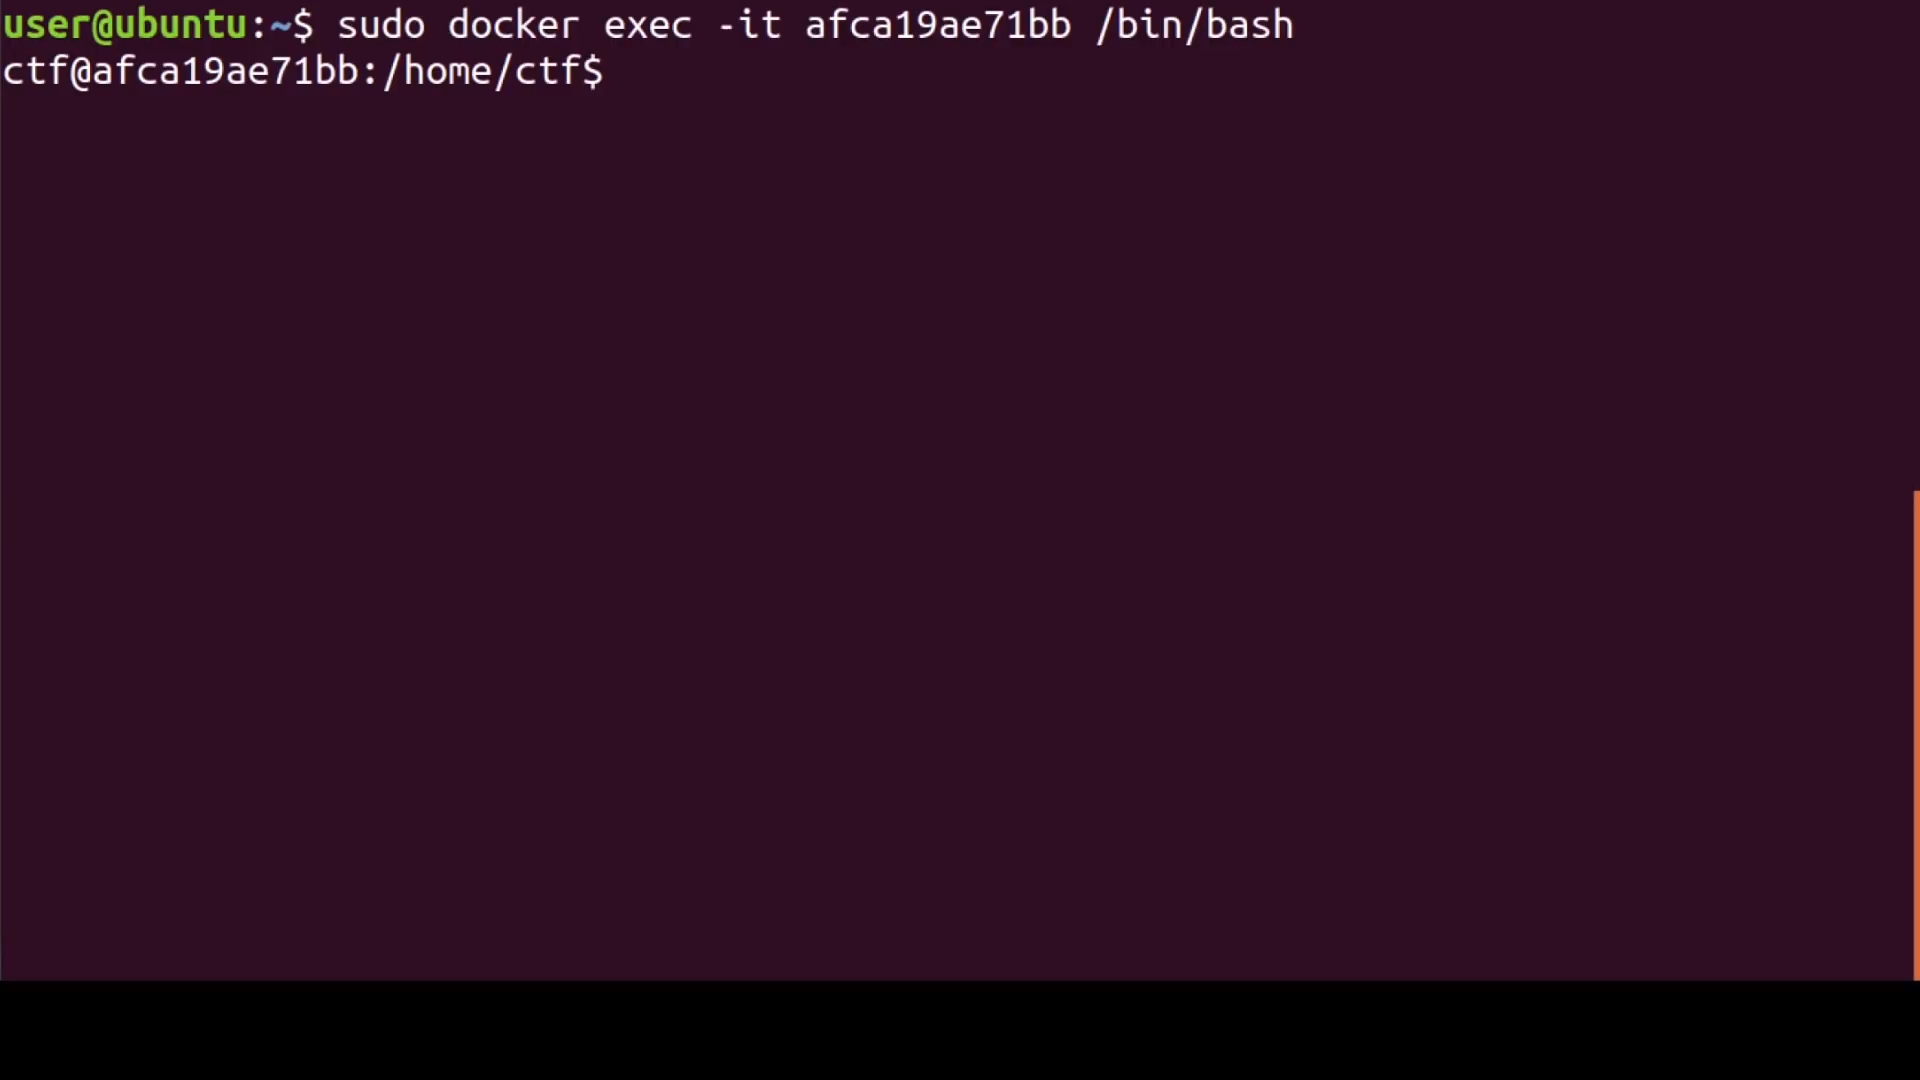 user@ubuntu:~$ sudo docker exec -it afca19ae71bb /bin/bash
ctf@afca19ae71bb:/home/ctf$